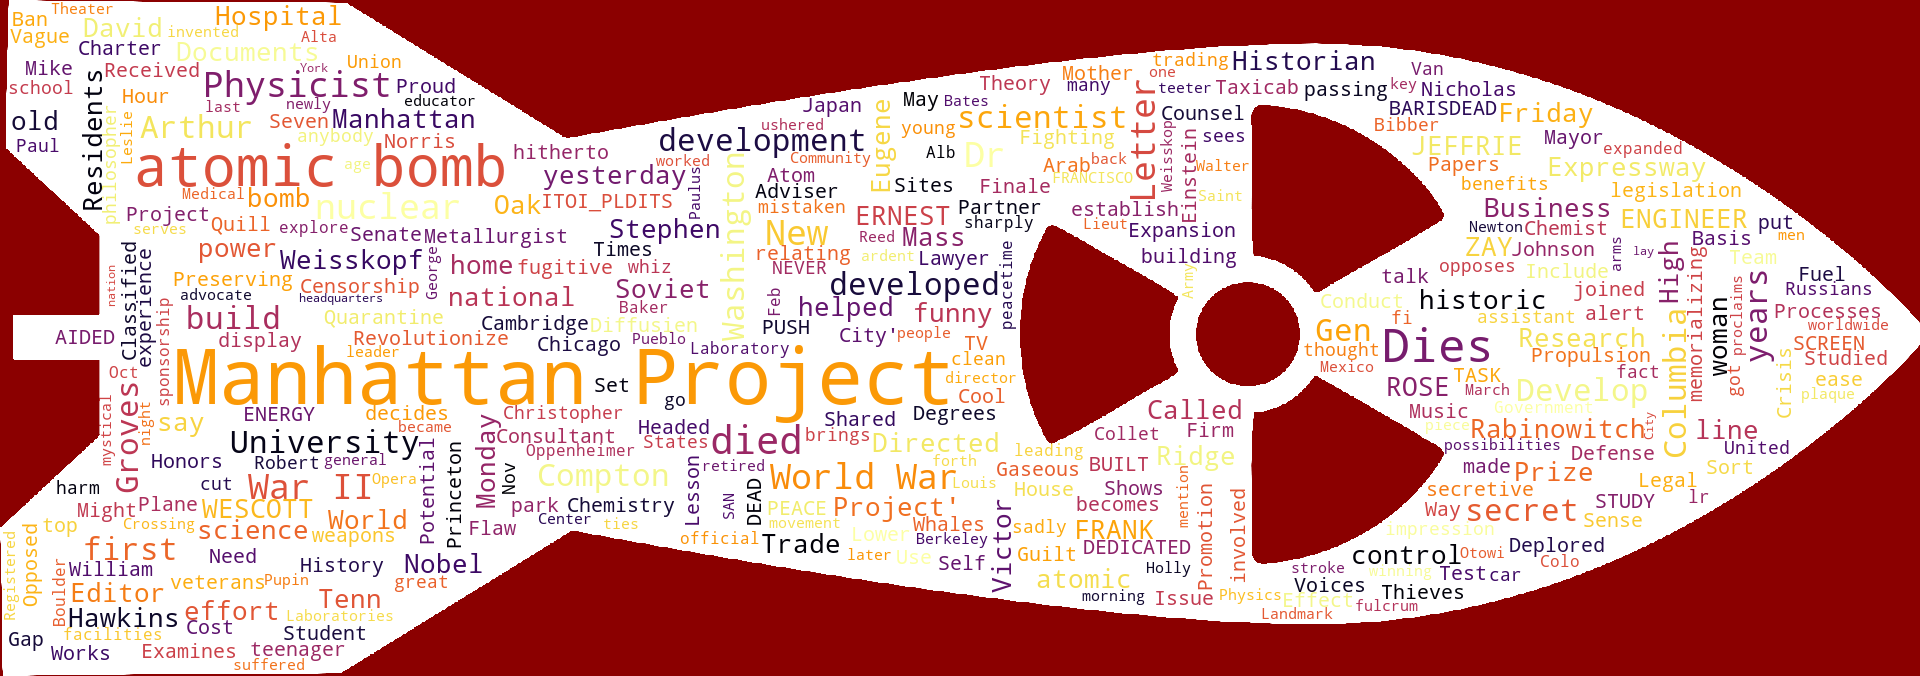 Theater
Ban
Hospital
David
invented
Vague
Alta
Charter
Documents
Union
Mike
Received
York
school
Physicist
Proud
Hour
last
newly
educator
old
Residents
Arthur
Seven
Manhattan
Paul
philosopher
Leslie
anybody
Norris
hitherto
development
atomic bomb
age
yesterday
worked
Medical
bomb
nuclear
Oak
ITOI_PLDITS
Paulus
Project
serves
Quill
explore
Senate
Metallurgist
Stephen
Times
power
Weisskopf
George
home
fugitive
whiz
nation
Classified
experience
Preserving
Censorship
advocate
headquarters
national
Soviet
Baker
sponsorship
build
Quarantine
Cambridge
Diffusien
Washington
AIDED
display
Revolutionize
Chicago
Pueblo
Laboratory
leader
Oct
Manhattan Project
Set
go
Groves
night
mystical
say
ENERGY
decides
became
Christopher
Consultant
Oppenheimer
Headed
States
died
brings
Shared
Degrees
University
Honors
Robert
general
Potential
Princeton
Monday
Nov
retired
Directed
forth
harm
cut
War II
Opera
Compton
Lesson
World War
Louis
Might
Plane
WESCOTT
park
Chemistry
SAN
DEAD
PEACE
Project'
top
Crossing
science
World
weapons
Flaw
Center
ties
movement
Whales
Registered
Opposed
first
Need
History
Nobel
official
Trade
Lower
Berkeley
later
Use
Self
Boulder
William
Editor
veterans
Pupin
great
Hawkins
effort
Tenn
Laboratories
Gap
facilities
Cost
Student
Works
Examines
teenager
suffered
Japan
ushered
Eugene
May
Bates
Theory
Mother
many
one
trading
Historian
young
scientist
Letter
teeter
Taxicab
passing
key
Van
Nicholas
Community
Alb
Dr
Fighting
Counsel
BARISDEAD
Friday
Bibber
Atom
Adviser
Sites
Finale
Arab
back
FRANCISCO
Weisskop
Einstein
sees
Walter
Saint
JEFFRIE
Mayor
expanded
mistaken
ERNEST
Partner
sharply
establish
Lieut
Expansion
Papers
benefits
Expressway
legislation
New
relating
Reed
Mass
Business
ENGINEER
put
NEVER
ardent
Lawyer
building
Newton
Chemist
Basis
men
developed
peacetime
Army
ZAY
Johnson
arms
lay
Team
Feb
helped
funny
talk
opposes
Include
High
memorializing
Fuel
PUSH
City'
people
Conduct
historic
joined
years
Russians
TV
fi
assistant
alert
Columbia
woman
proclaims
Processes
clean
Gen
Dies
Research
worldwide
director
thought
Propulsion
SCREEN
Cool
Mexico
fact
Studied
ROSE
TASK
March
Develop
got
Crisis
ease
plaque
Called
Music
Government
City
Collet
Firm
piece
Rabinowitch
line
leading
possibilities
Defense
United
Gaseous
BUILT
Ridge
made
Prize
Legal
Sort
House
Shows
becomes
mention
secretive
STUDY
lr
sadly
Victor
FRANK
Way
secret
Sense
Guilt
DEDICATED
Promotion
involved
impression
atomic
Holly
control
Otowi
Deplored
Colo
morning
Issue
Physics
stroke
winning
Test
car
Voices
Thieves
Effect
fulcrum
Landmark